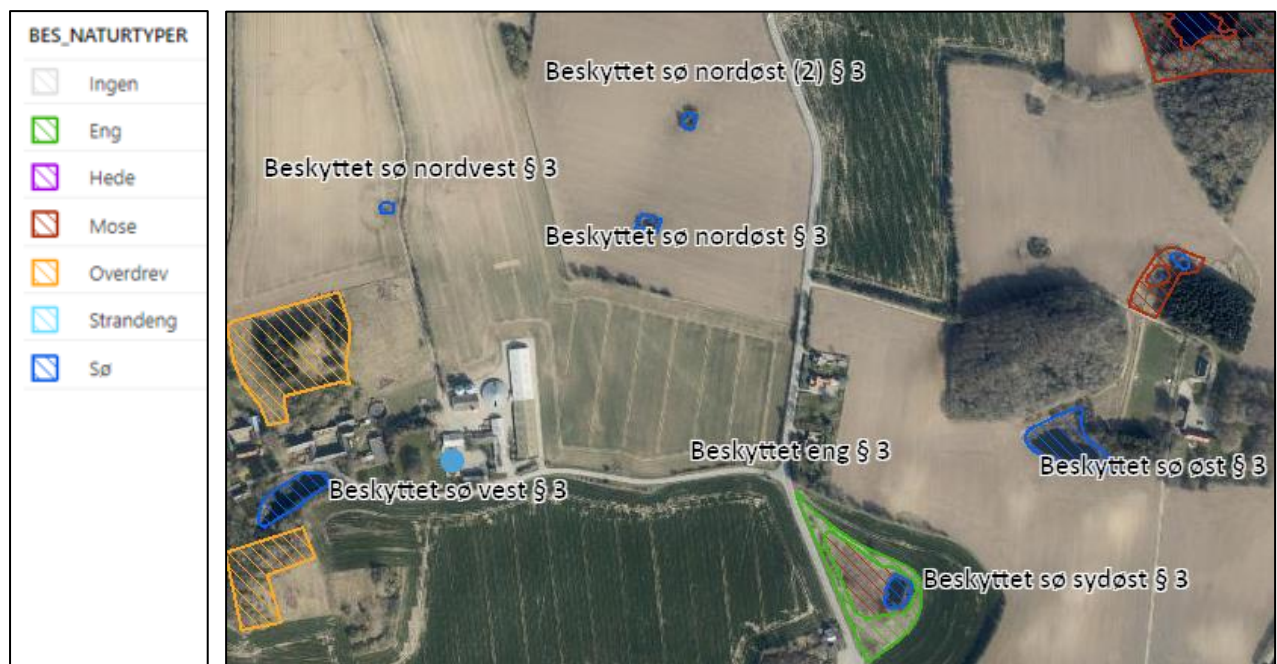 BES_NATURTYPER
Ingen
Eng
Hede
Mose
Overdrev
Strandeng
Sø
Beskyttet sø nordøst (2) § 3
Beskyttet sø nordvest § 3
Beskyttet sø nordøst § 3
Beskyttet eng § 3
Beskyttet sø øst § 3
Beskyttet sø vest § 3
Beskyttet sø sydøst § 3